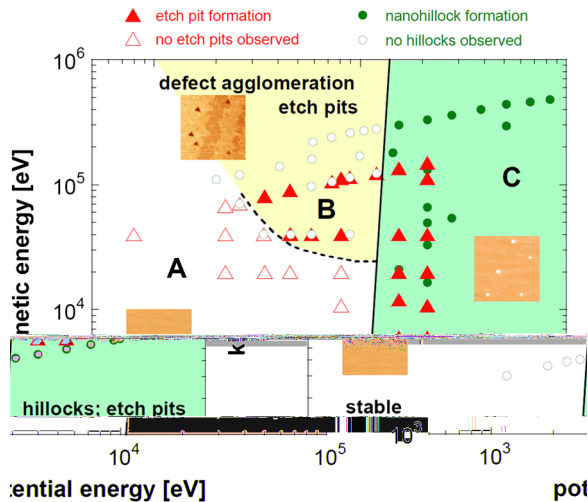 etch pit formation
nanohillock formation
no etch pits observed
no hillocks observed
10⁶
defect agglomeration
etch pits
C
10⁵
B
A
netic energy [eV]
10⁴
k
hillocks; etch pits
stable
10³
10⁴
10⁵
10³
tential energy [eV]
pot